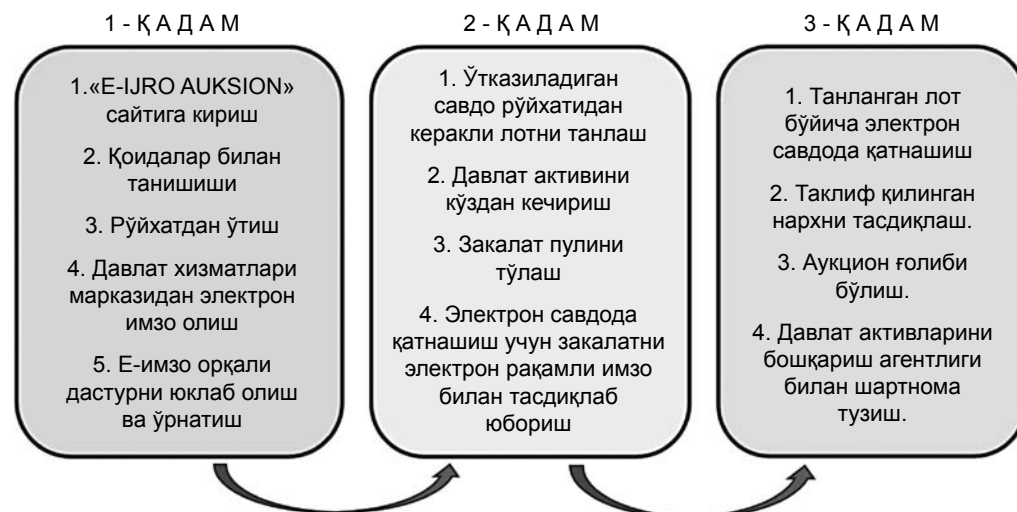 1 - Қ А Д А М
1.«E-IJRO AUKSION»
сайтига кириш
2. Қоидалар билан
танишиши
3. Рўйхатдан ўтиш
4. Давлат хизматлари
марказидан электрон
имзо олиш
5. Е-имзо орқали
дастурни юклаб олиш
ва ўрнатиш
2 - Қ А Д А М
1. Ўтказиладиган
савдо рўйхатидан
керакли лотни танлаш
2. Давлат активини
кўздан кечириш
3. Закалат пулини
тўлаш
4. Электрон савдода
қатнашиш учун закалатни
электрон рақамли имзо
билан тасдиқлаб
юбориш
3 - Қ А Д А М
1. Танланган лот
бўйича электрон
савдода қатнашиш
2. Таклиф қилинган
нархни тасдиқлаш.
3. Аукцион ғолиби
бўлиш.
4. Давлат активларини
бошқариш агентлиги
билан шартнома
тузиш.